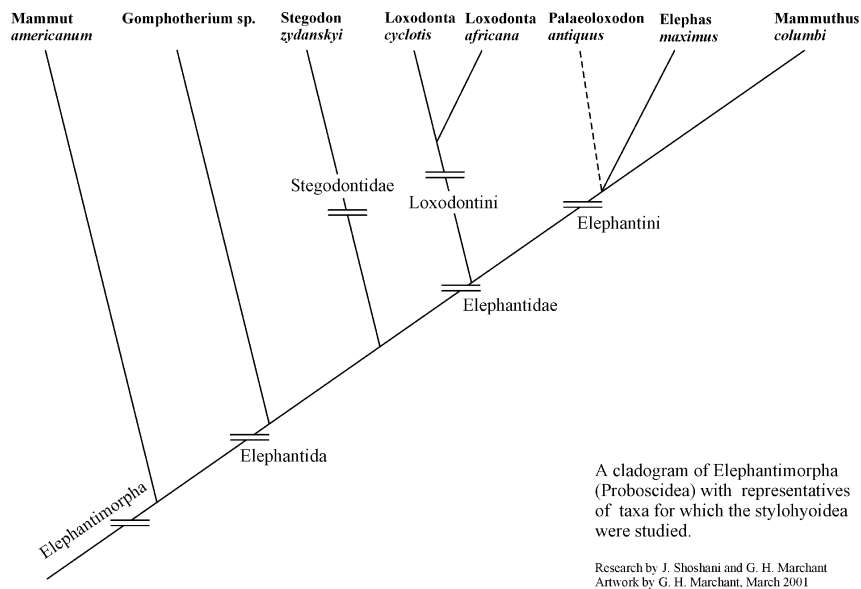 Mammut
americanum
Gomphotherium sp.
Stegodon
zydanskyi
Loxodonta
cyclotis
Loxodonta
africana
Palaeoloxodon
antiquus
Elephas
maximus
Mammuthus
columbi
Stegodontidae
Loxodontini
Elephantini
Elephantidae
Elephantida
Elephantimorpha
A cladogram of Elephantimorpha
(Proboscidea) with representatives
of taxa for which the stylohyoidea
were studied.
Research by J. Shoshani and G. H. Marchant
Artwork by G. H. Marchant, March 2001